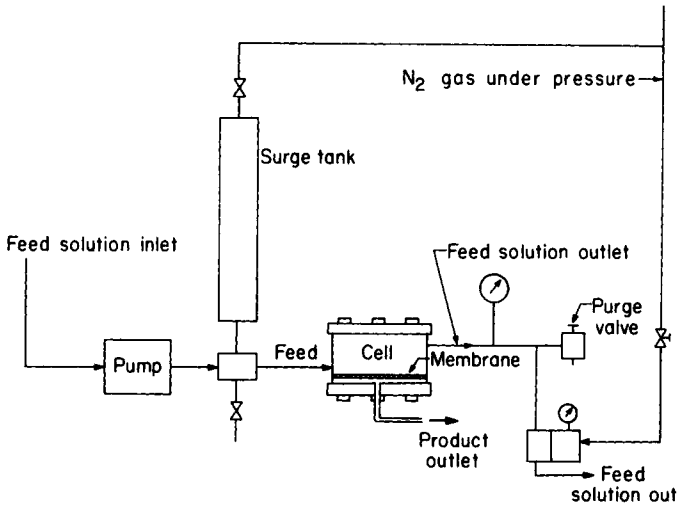 N2 gas under pressure
Surge tank
Feed solution inlet
Feed solution outlet
Purge
valve
Pump
Feed
Cell
Membrane
Product
outlet
Feed
solution out